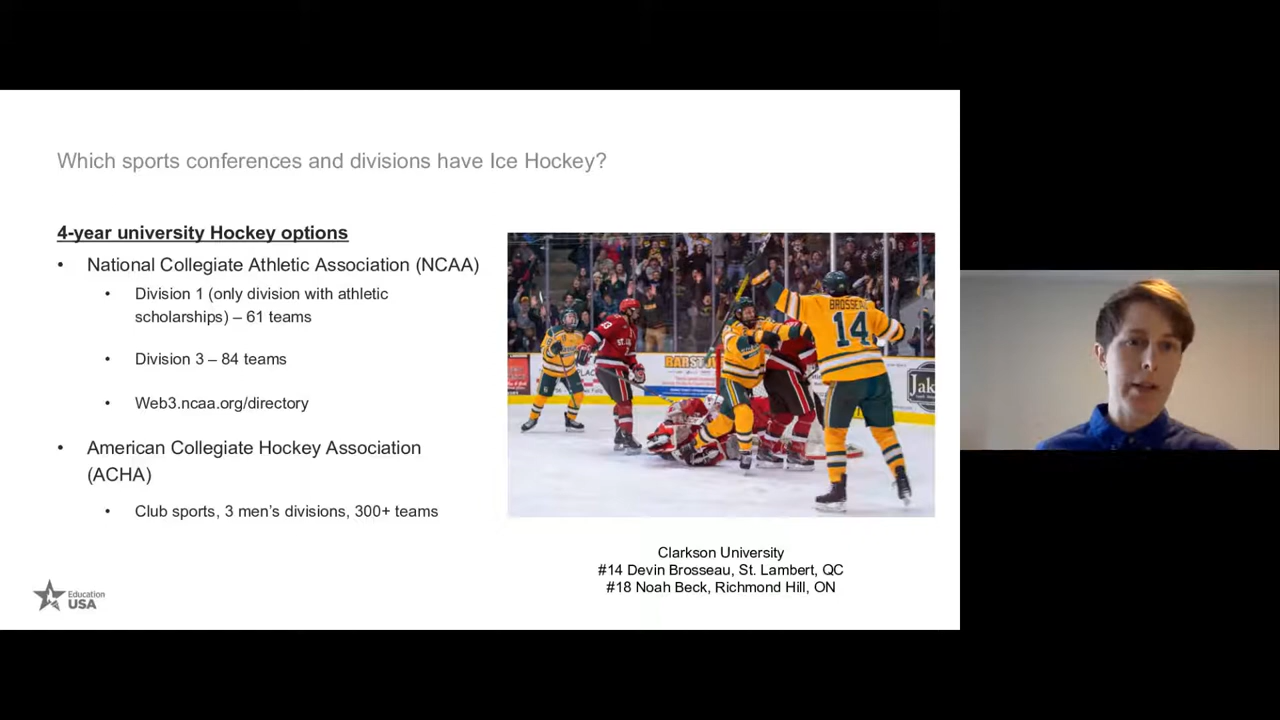 Which sports conferences and divisions have Ice Hockey?
4-year university Hockey options
• National Collegiate Athletic Association (NCAA)
• Division 1 (only division with athletic
scholarships) – 61 teams
• Division 3 – 84 teams
• Web3.ncaa.org/directory
• American Collegiate Hockey Association
(ACHA)
• Club sports, 3 men's divisions, 300+ teams
BROSSEAU
14
Clarkson University
#14 Devin Brosseau, St. Lambert, QC
#18 Noah Beck, Richmond Hill, ON
Education
USA